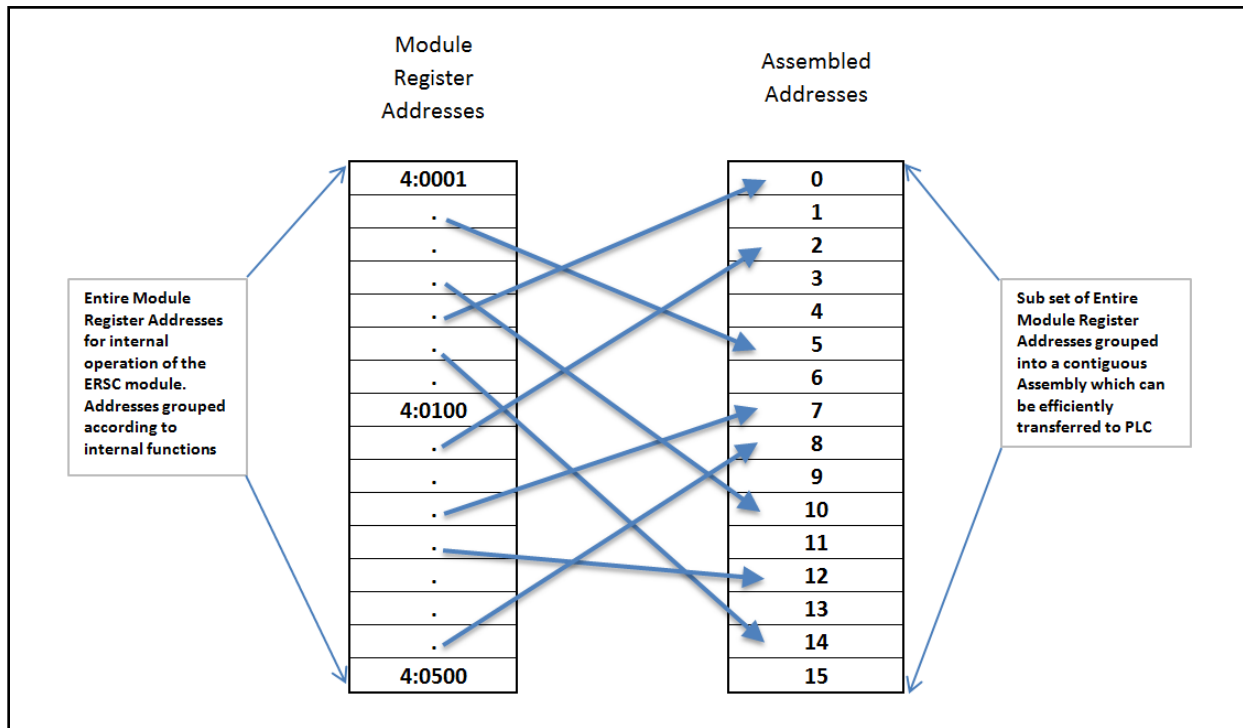 Module
Register
Addresses
Assembled
Addresses
4:0001
.
.
.
.
.
.
4:0100
.
.
.
.
.
.
.
4:0500
0
1
2
3
4
5
6
7
8
9
10
11
12
13
14
15
Entire Module
Register Addresses
for internal
operation of the
ERSC module.
Addresses grouped
according to
internal functions
Sub set of Entire
Module Register
Addresses grouped
into a contiguous
Assembly which can
be efficiently
transferred to PLC